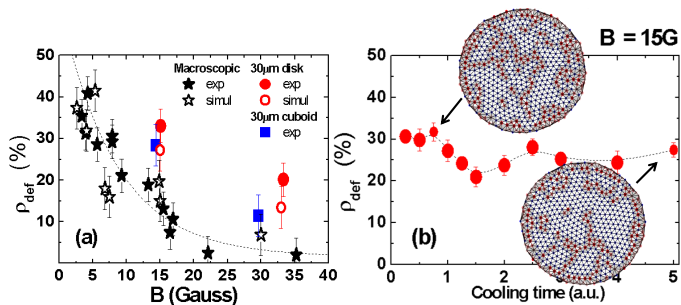 B = 15G
Macroscopic 30μm disk
exp exp
simul simul
30μm cuboid
exp
ρdef (%)
50
40
30
20
10
0
(a)
0 5 10 15 20 25 30 35 40
B (Gauss)
ρdef (%)
50
40
30
20
10
0
(b)
0 1 2 3 4 5
Cooling time (a.u.)